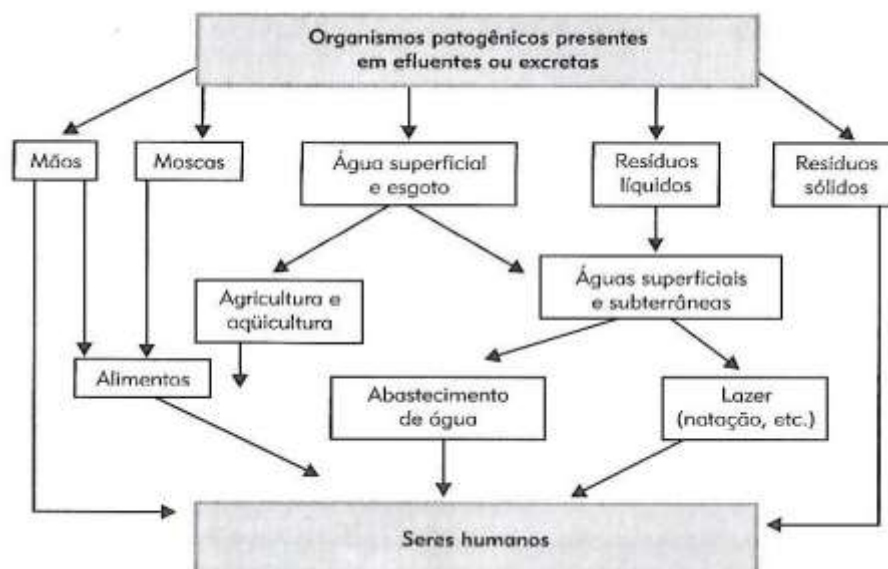 Organismos patogênicos presentes
em efluentes ou excretas
Mãos
Moscas
Água superficial
e esgoto
Resíduos
líquidos
Resíduos
sólidos
Agricultura e
aqüicultura
Águas superficiais
e subterrâneas
Alimentos
Abastecimento
de água
Lazer
(natação, etc.)
Seres humanos